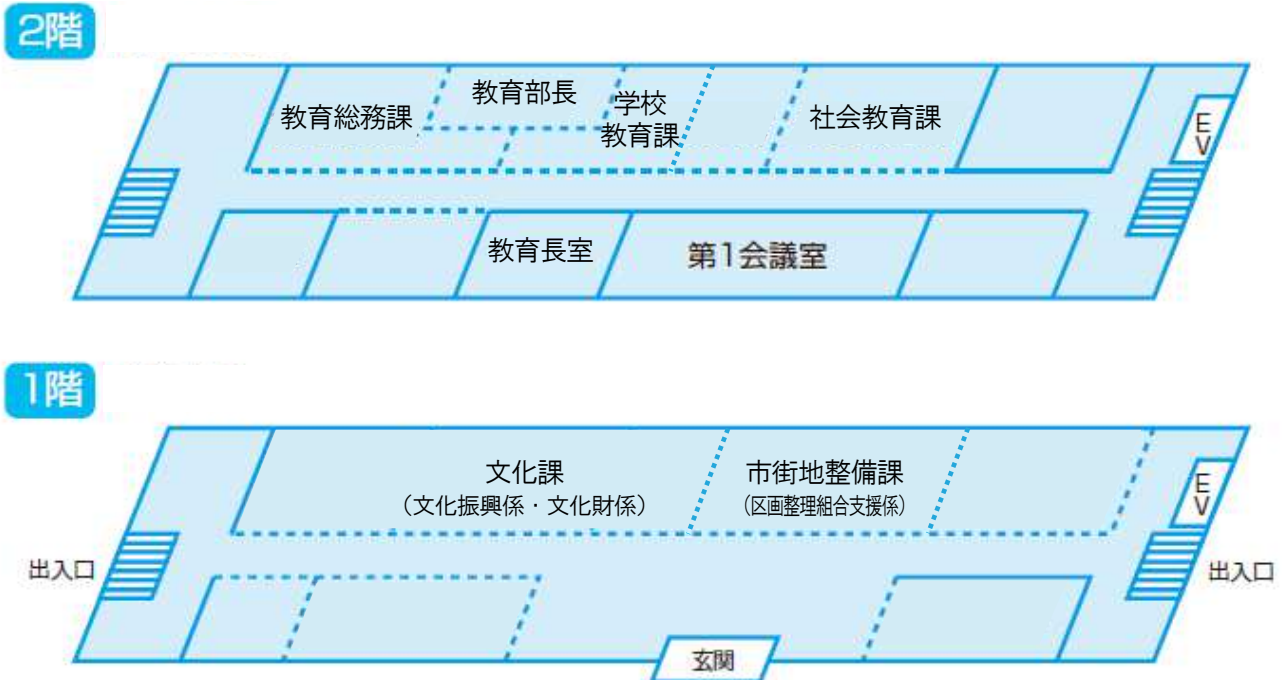 2階
教育総務課
教育部長
学校
教育課
社会教育課
EV
教育長室
第1会議室
1階
文化課
(文化振興係・文化財係)
市街地整備課
(区画整理組合支援係)
EV
出入口
出入口
玄関